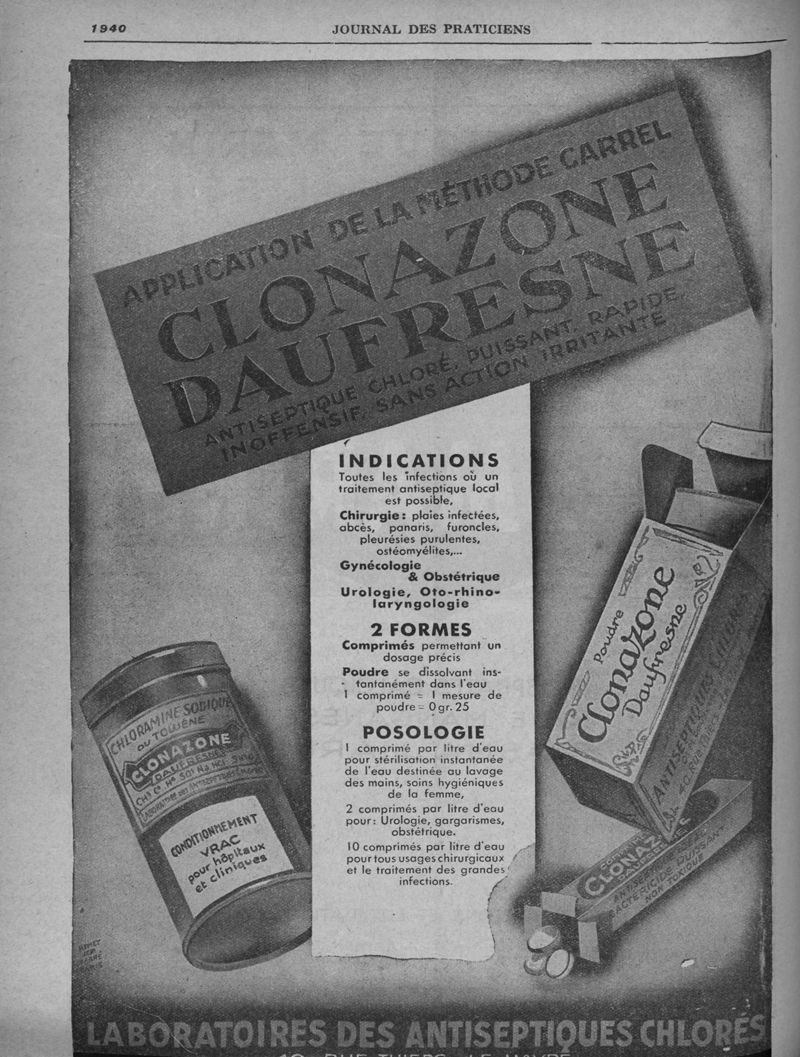 1940
JOURNAL DES PRATICIENS
APPLICATION DE LA MÉTHODE CARREL
CLONAZONE
DAUFRESNE
ANTISEPTIQUE CHLORÉ, PUISSANT, RAPIDE,
INOFFENSIF, SANS ACTION IRRITANTE
INDICATIONS
Toutes les infections où un
traitement antiseptique local
est possible,
Chirurgie : plaies infectées,
abcès, panaris, furoncles,
pleurésies purulentes,
ostéomyélites,...
Gynécologie
& Obstétrique
Urologie, Oto-rhino-
laryngologie
2 FORMES
Comprimés permettant un
dosage précis
Poudre se dissolvant ins-
tantanément dans l'eau
1 comprimé = 1 mesure de
poudre = 0 gr. 25
POSOLOGIE
1 comprimé par litre d'eau
pour stérilisation instantanée
de l'eau destinée au lavage
des mains, soins hygiéniques
de la femme,
2 comprimés par litre d'eau
pour : Urologie, gargarismes,
obstétrique.
10 comprimés par litre d'eau
pour tous usages chirurgicaux
et le traitement des grandes
infections.
CHLORAMINE SODIQUE
DU TOLUÈNE
CLONAZONE
DAUFRESNE
CONDITIONNEMENT
VRAC
pour hôpitaux
et cliniques
Poudre
Clonazone
Daufresne
ANTISEPTIQUE
CLONAZ
BACTÉRICIDE PUISSANT
NON TOXIQUE
LABORATOIRES DES ANTISEPTIQUES CHLORÉS